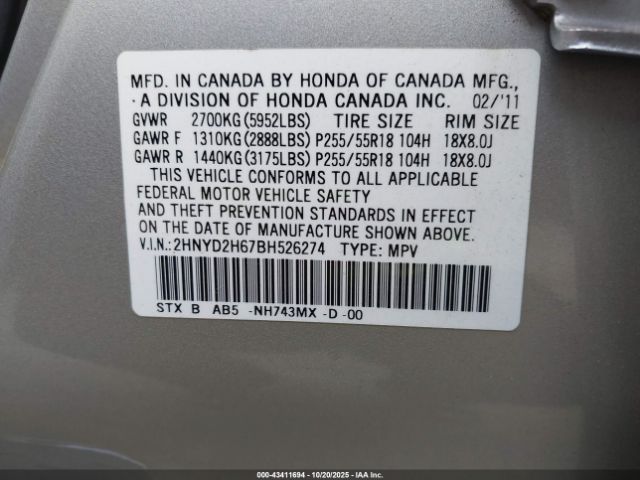 MFD. IN CANADA BY HONDA OF CANADA MFG.,
A DIVISION OF HONDA CANADA INC. 02/'11
GVWR 2700KG(5952LBS) TIRE SIZE RIM SIZE
GAWR F 1310KG(2888LBS) P255/55R18 104H 18X8.0J
GAWR R 1440KG(3175LBS) P255/55R18 104H 18X8.0J
THIS VEHICLE CONFORMS TO ALL APPLICABLE
FEDERAL MOTOR VEHICLE SAFETY
AND THEFT PREVENTION STANDARDS IN EFFECT
ON THE DATE OF MANUFACTURE SHOWN ABOVE.
V.I.N.:2HNYD2H67BH526274 TYPE: MPV
STX B AB5 -NH743MX -D -00
000-43411694 - 10/20/2025 - IAA Inc.